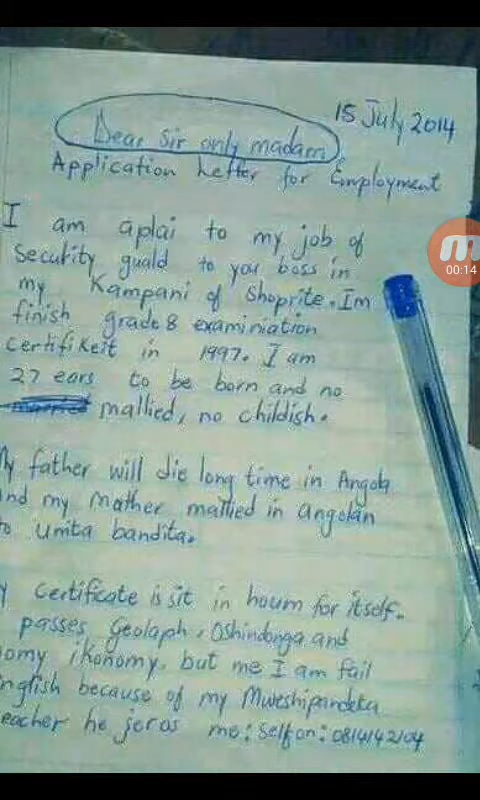 15 July 2014
Dear Sir only madam
Application Letter for Employment
I am aplai to my job of
Security guald to you boss in
my Kampani of Shoprite. Im
finish grade 8 examiniation
certifikeit in 1997. I am
27 ears to be born and no
mallied, no childish.
My father will die long time in Angola
and my mather mallied in angolan
to unita bandita.
certificate is sit in houm for itself.
passes Geolaph, Oshindonga and
ikonomy. but me I am fail
English because of my Mweshipandeka
teacher he joros me: selfon: 0814142104
00:14